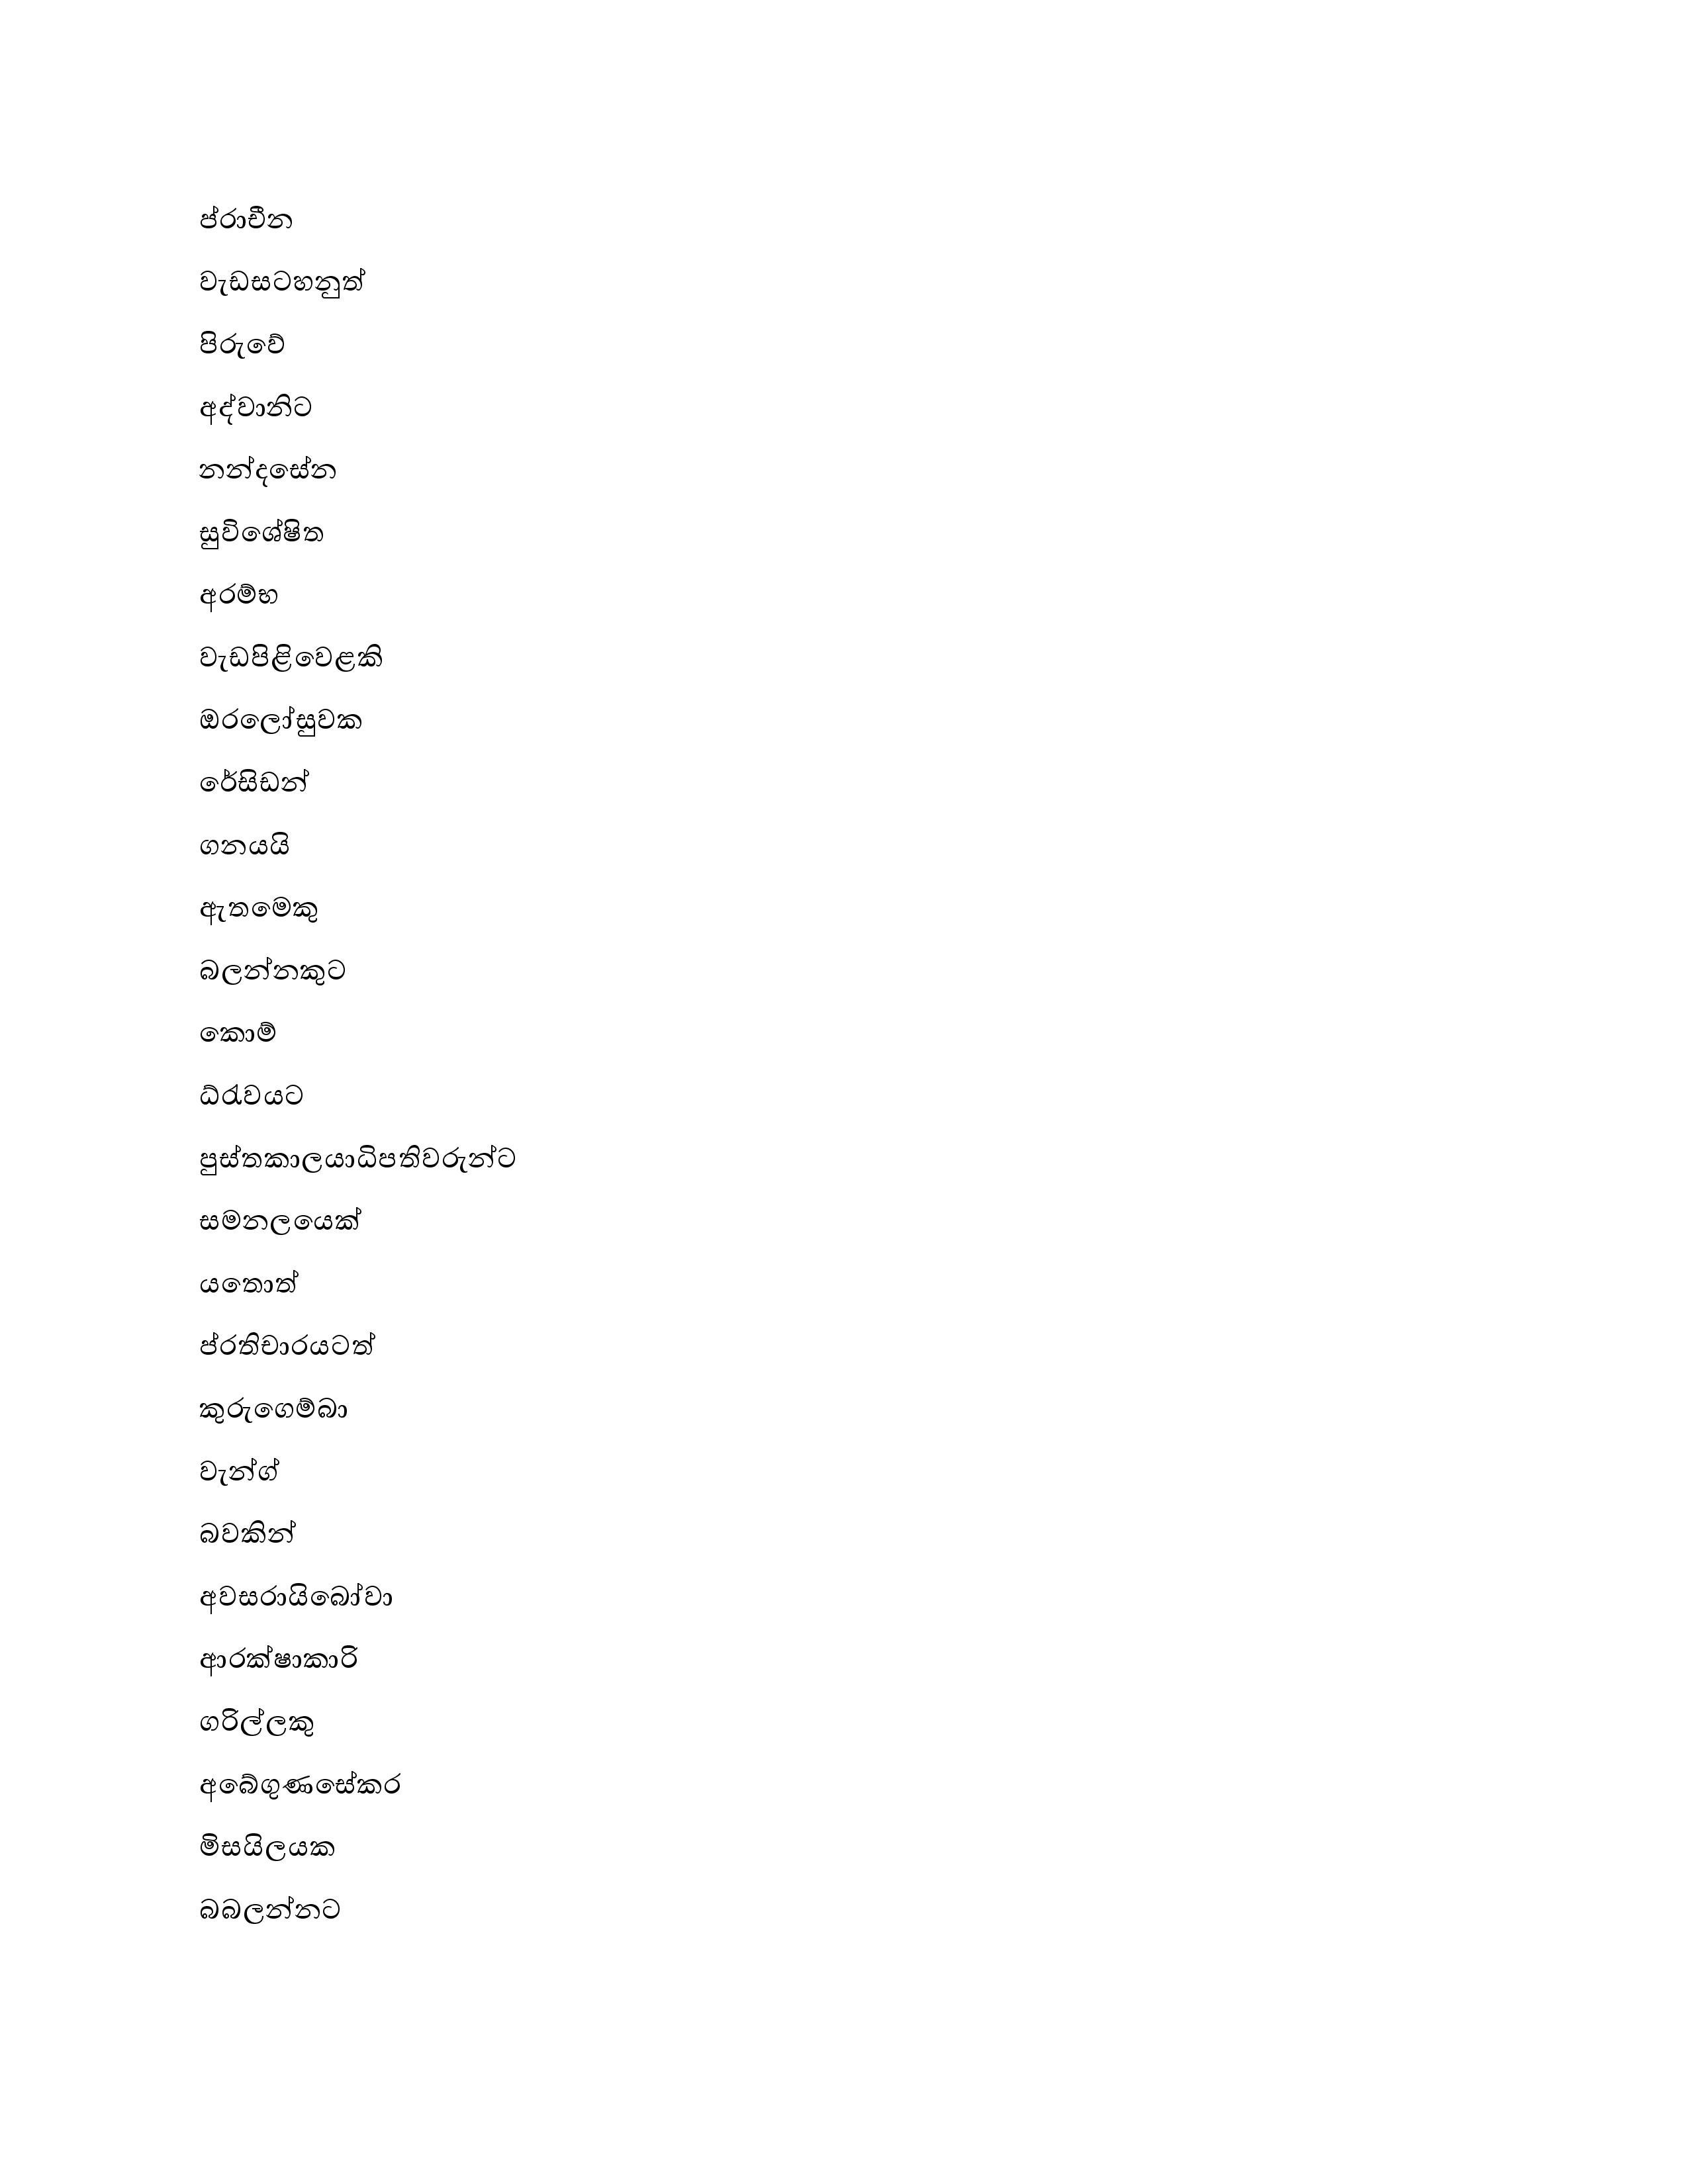 ප්රාචීන
වැඩසටහනුත්
පිරුවේ
අද්වානිට
නන්දසේන
සුවිශේෂිත
අරම්භ
වැඩපිළිවෙළකි
ඔරලෝසුවක
රේසිඩන්
ගනයයි
ඇතමෙකු
බලන්නකුට
කොම්
ධ්රැවයට
පුස්තකාලයාධිපතිවරුන්ට
සමනලයෙක්
යතොත්
ප්රතිචාරයටත්
කුරුගෙම්බා
වැන්ග්
බවකින්
අවසරායිබෝවා
ආරක්ෂාකාරි
ගරිල්ලකු
අබේගුණසේකර
මිසයිලයක
බබලන්නට